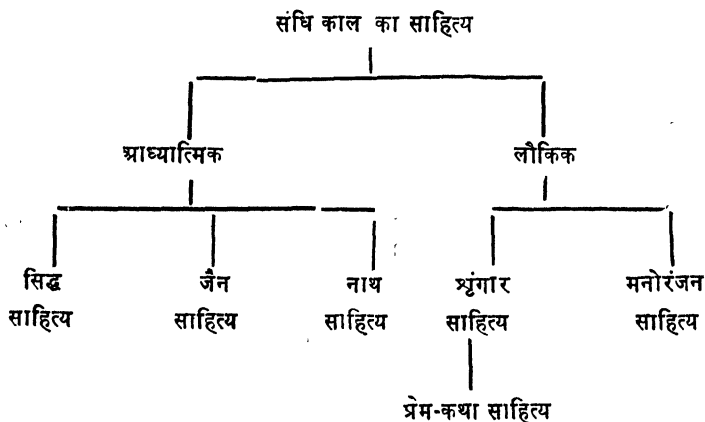 संधि काल का साहित्य
आध्यात्मिक लौकिक
सिद्ध जैन नाथ शृंगार मनोरंजन
साहित्य साहित्य साहित्य साहित्य साहित्य
प्रेम-कथा साहित्य